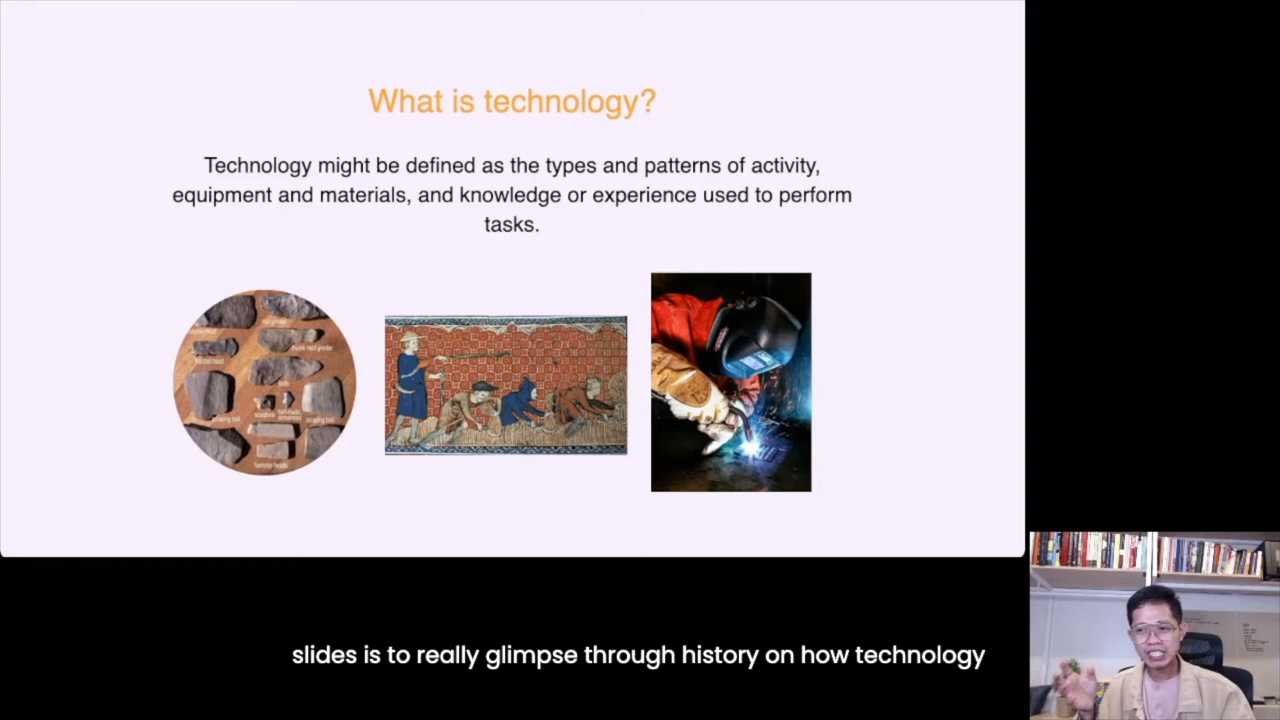 What is technology?
Technology might be defined as the types and patterns of activity,
equipment and materials, and knowledge or experience used to perform
tasks.
slides is to really glimpse through history on how technology